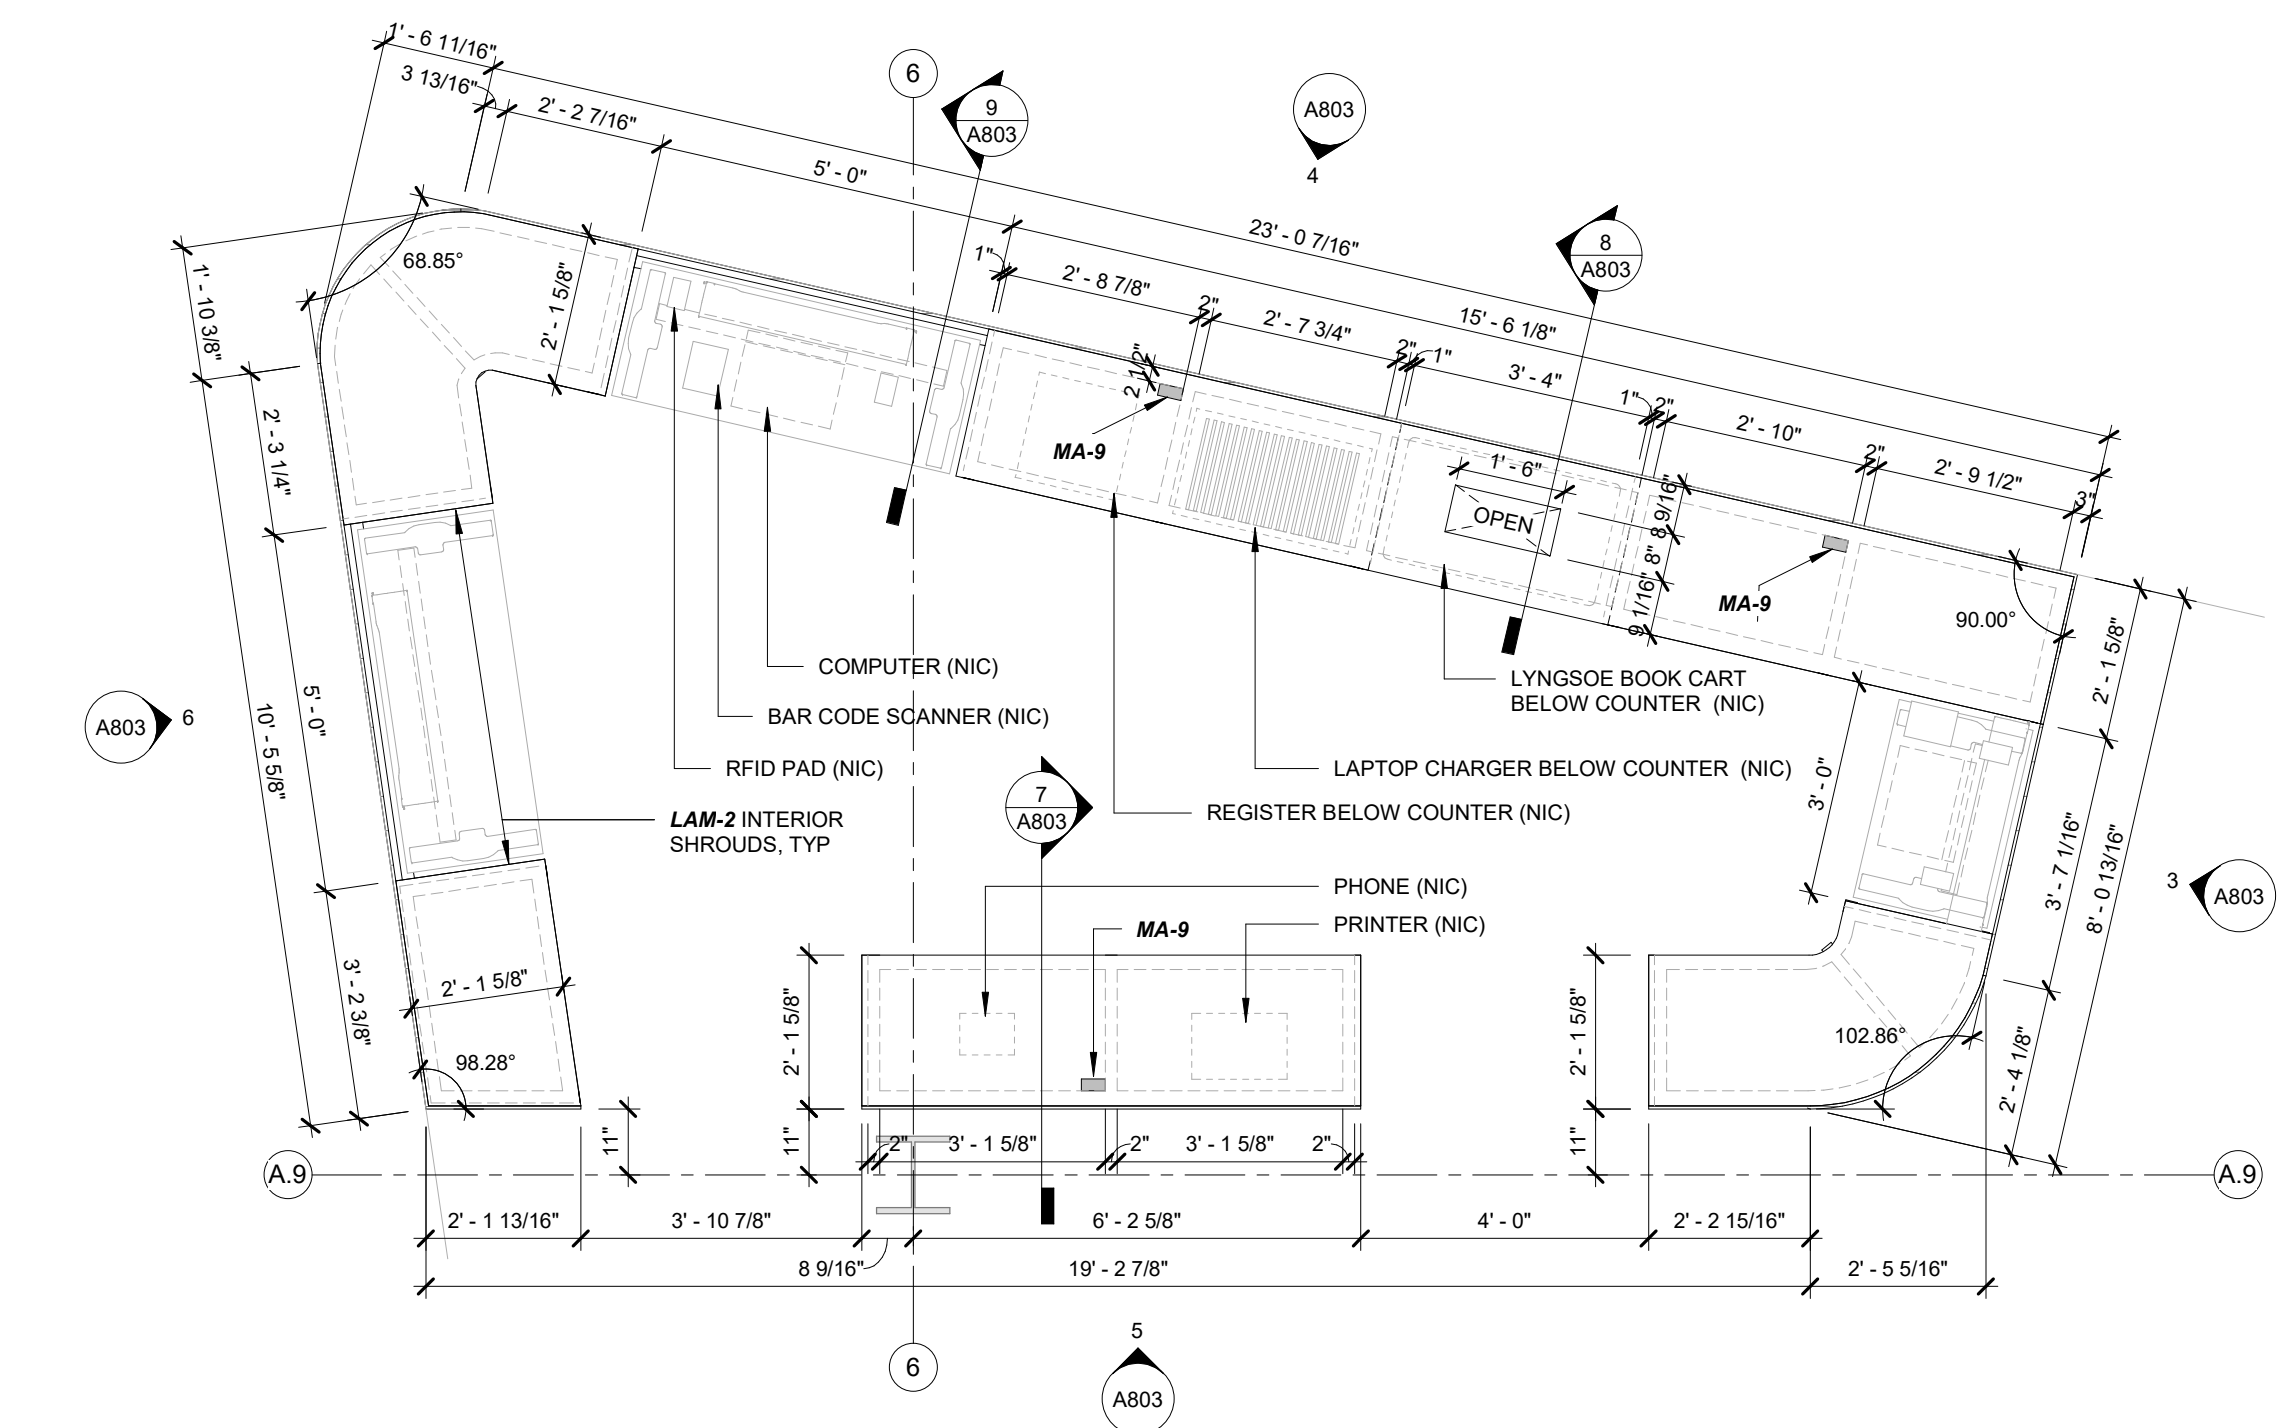 1' - 6 11/16"
3 13/16"
2' - 2 7/16"
5' - 0"
6
9
A803
A803
4
23' - 0 7/16"
8
A803
15' - 6 1/8"
1"
2' - 8 7/8"
2"
2' - 7 3/4"
2"
1"
3' - 4"
1"
2"
2' - 10"
2"
2' - 9 1/2"
3"
68.85°
1' - 10 3/8"
2' - 1 5/8"
2 1/2"
MA-9
1' - 6"
OPEN
8 9/16"
8"
9 1/16"
MA-9
90.00°
2' - 1 5/8"
2' - 3 1/4"
COMPUTER (NIC)
BAR CODE SCANNER (NIC)
RFID PAD (NIC)
LYNGSOE BOOK CART
BELOW COUNTER (NIC)
LAPTOP CHARGER BELOW COUNTER (NIC)
REGISTER BELOW COUNTER (NIC)
A803
6
5' - 0"
10' - 5 5/8"
LAM-2 INTERIOR
SHROUDS, TYP
7
A803
3' - 0"
3' - 7 1/16"
8' - 0 13/16"
3
A803
PHONE (NIC)
MA-9
PRINTER (NIC)
3' - 2 3/8"
2' - 1 5/8"
98.28°
2' - 1 5/8"
2' - 1 5/8"
102.86°
2' - 4 1/8"
11"
11"
2"
3' - 1 5/8"
2"
3' - 1 5/8"
2"
11"
A.9
A.9
2' - 1 13/16"
3' - 10 7/8"
6' - 2 5/8"
4' - 0"
2' - 2 15/16"
8 9/16"
19' - 2 7/8"
2' - 5 5/16"
6
5
A803